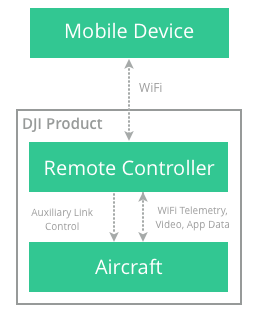 Mobile Device
WiFi
DJI Product
Remote Controller
Auxiliary Link
Control
WiFi Telemetry,
Video, App Data
Aircraft